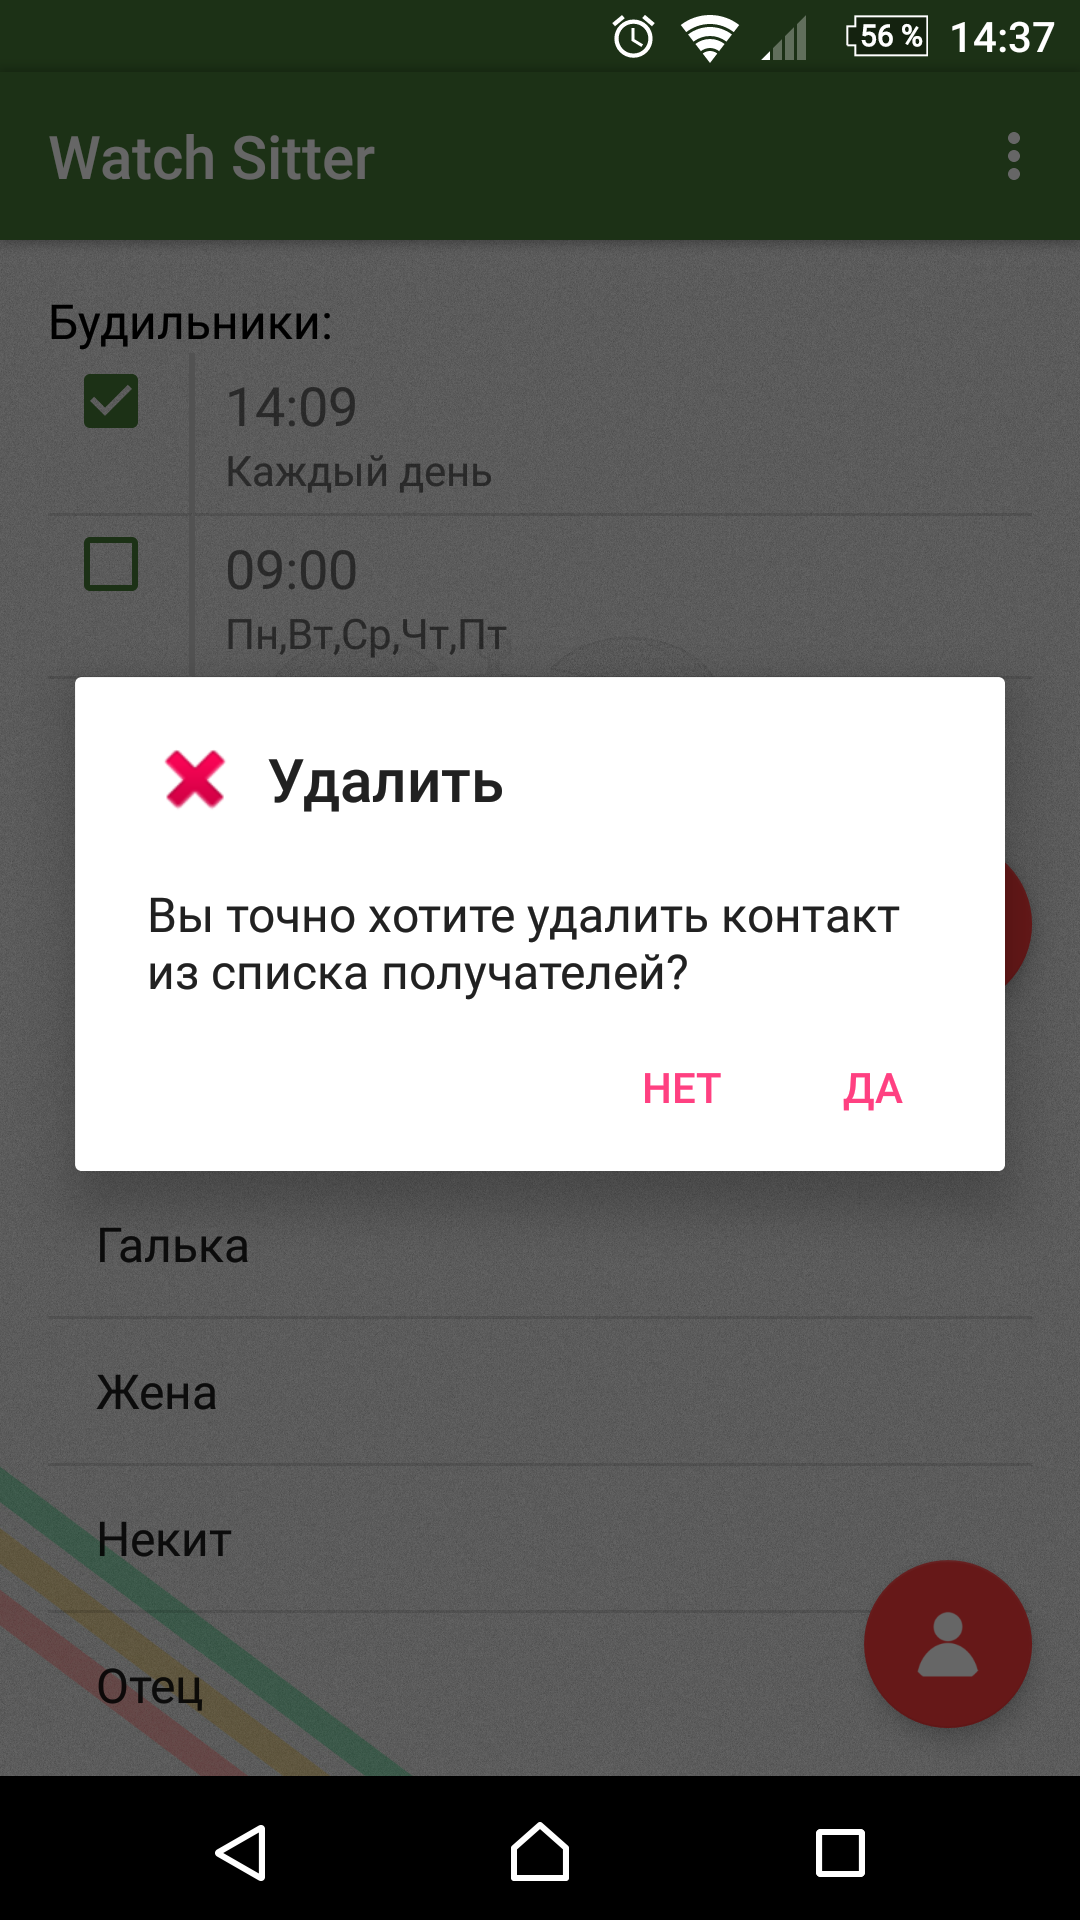 56 % 14:37
Watch Sitter
Будильники:
14:09
Каждый день
09:00
Пн,Вт,Ср,Чт,Пт
Удалить
Вы точно хотите удалить контакт
из списка получателей?
НЕТ ДА
Галька
Жена
Некит
Отец